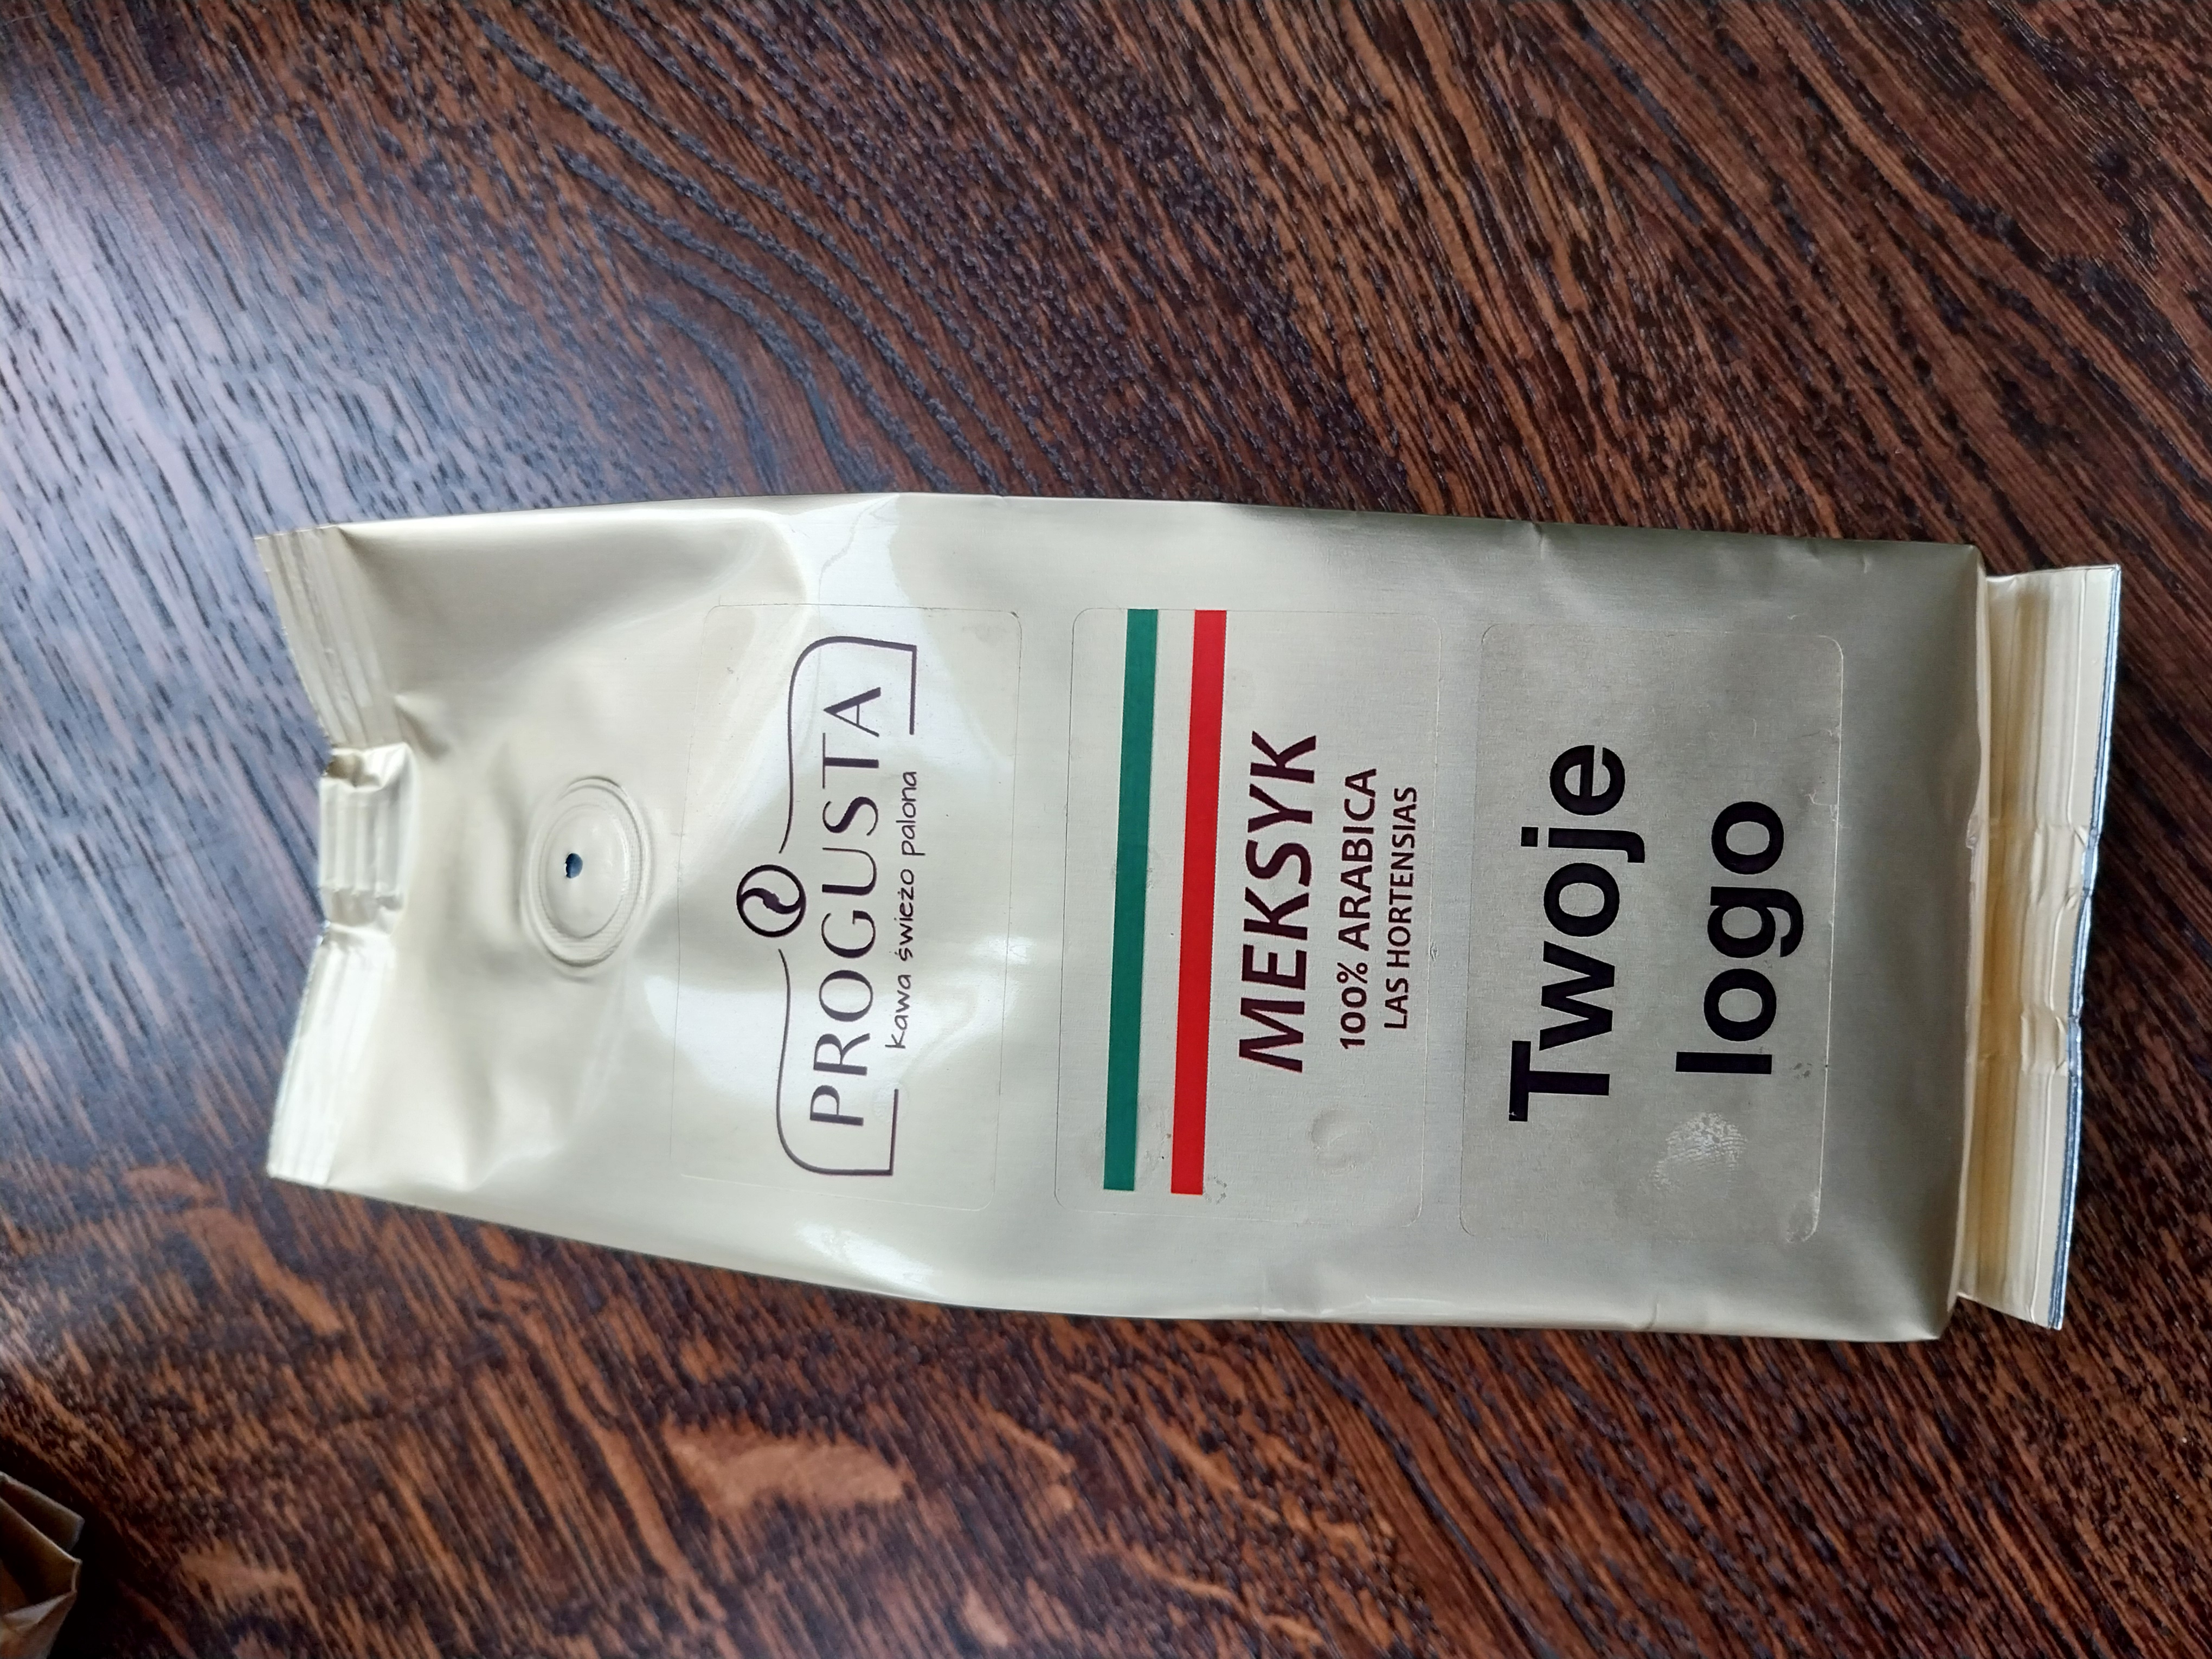 PROGUSTA
kawa świeżo palona
MEKSYK
100% ARABICA
LAS HORTENSIAS
Twoje
logo